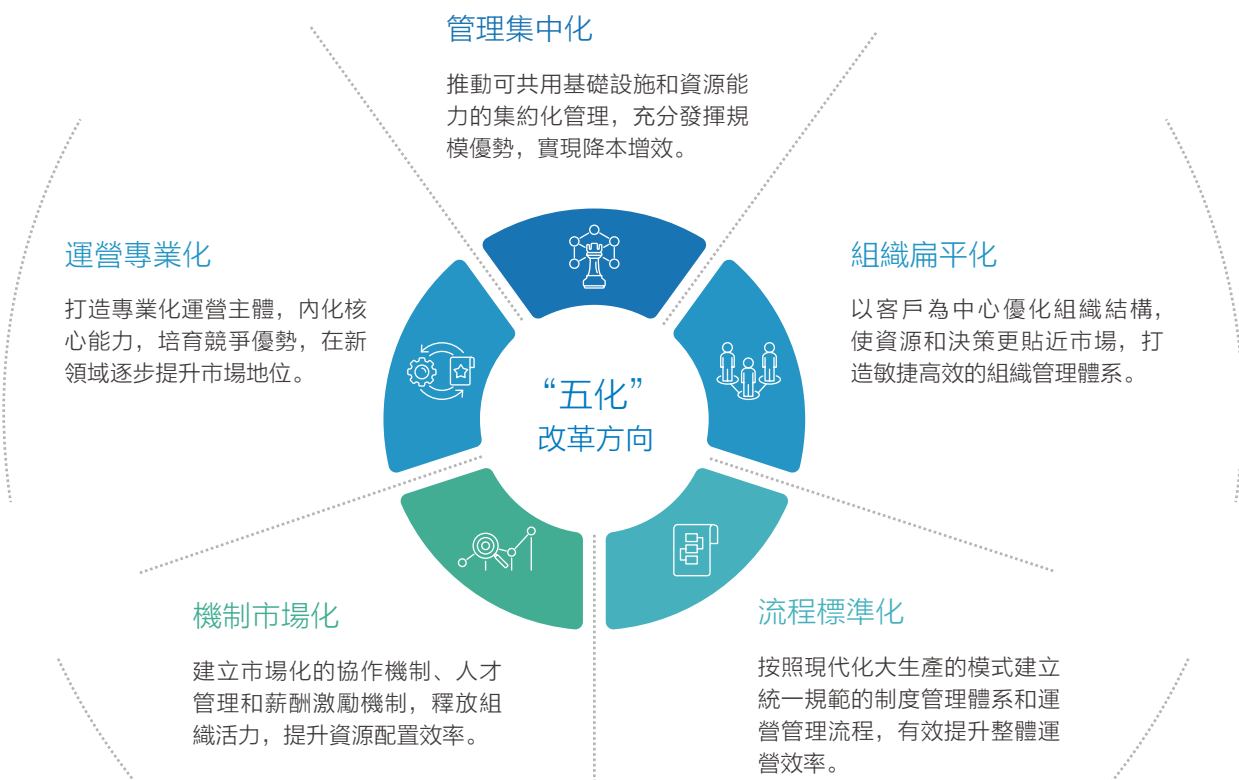 管理集中化
推動可共用基礎設施和資源能
力的集約化管理，充分發揮規
模優勢，實現降本增效。
運營專業化
打造專業化運營主體，内化核
心能力，培育競爭優勢，在新
領域逐步提升市場地位。
組織扁平化
以客戶為中心優化組織結構，
使資源和決策更貼近市場，打
造敏捷高效的組織管理體系。
“五化”
改革方向
機制市場化
建立市場化的協作機制、人才
管理和薪酬激勵機制，釋放組
織活力，提升資源配置效率。
流程標準化
按照現代化大生產的模式建立
統一規範的制度管理體系和運
營管理流程，有效提升整體運
營效率。